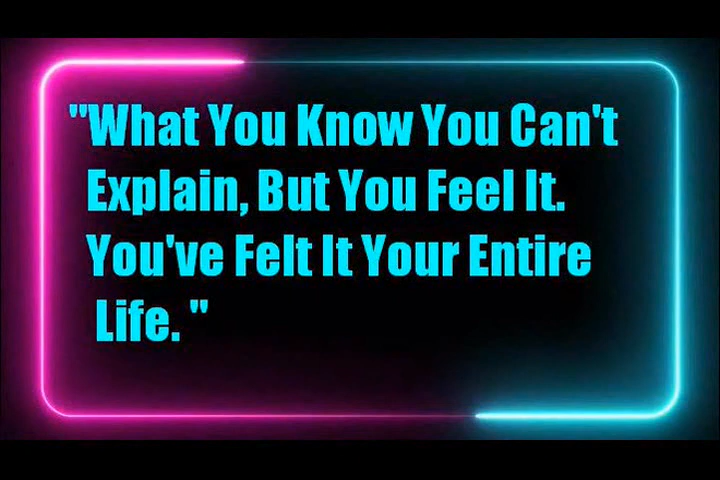 "What You Know You Can't
Explain, But You Feel It.
You've Felt It Your Entire
Life. "